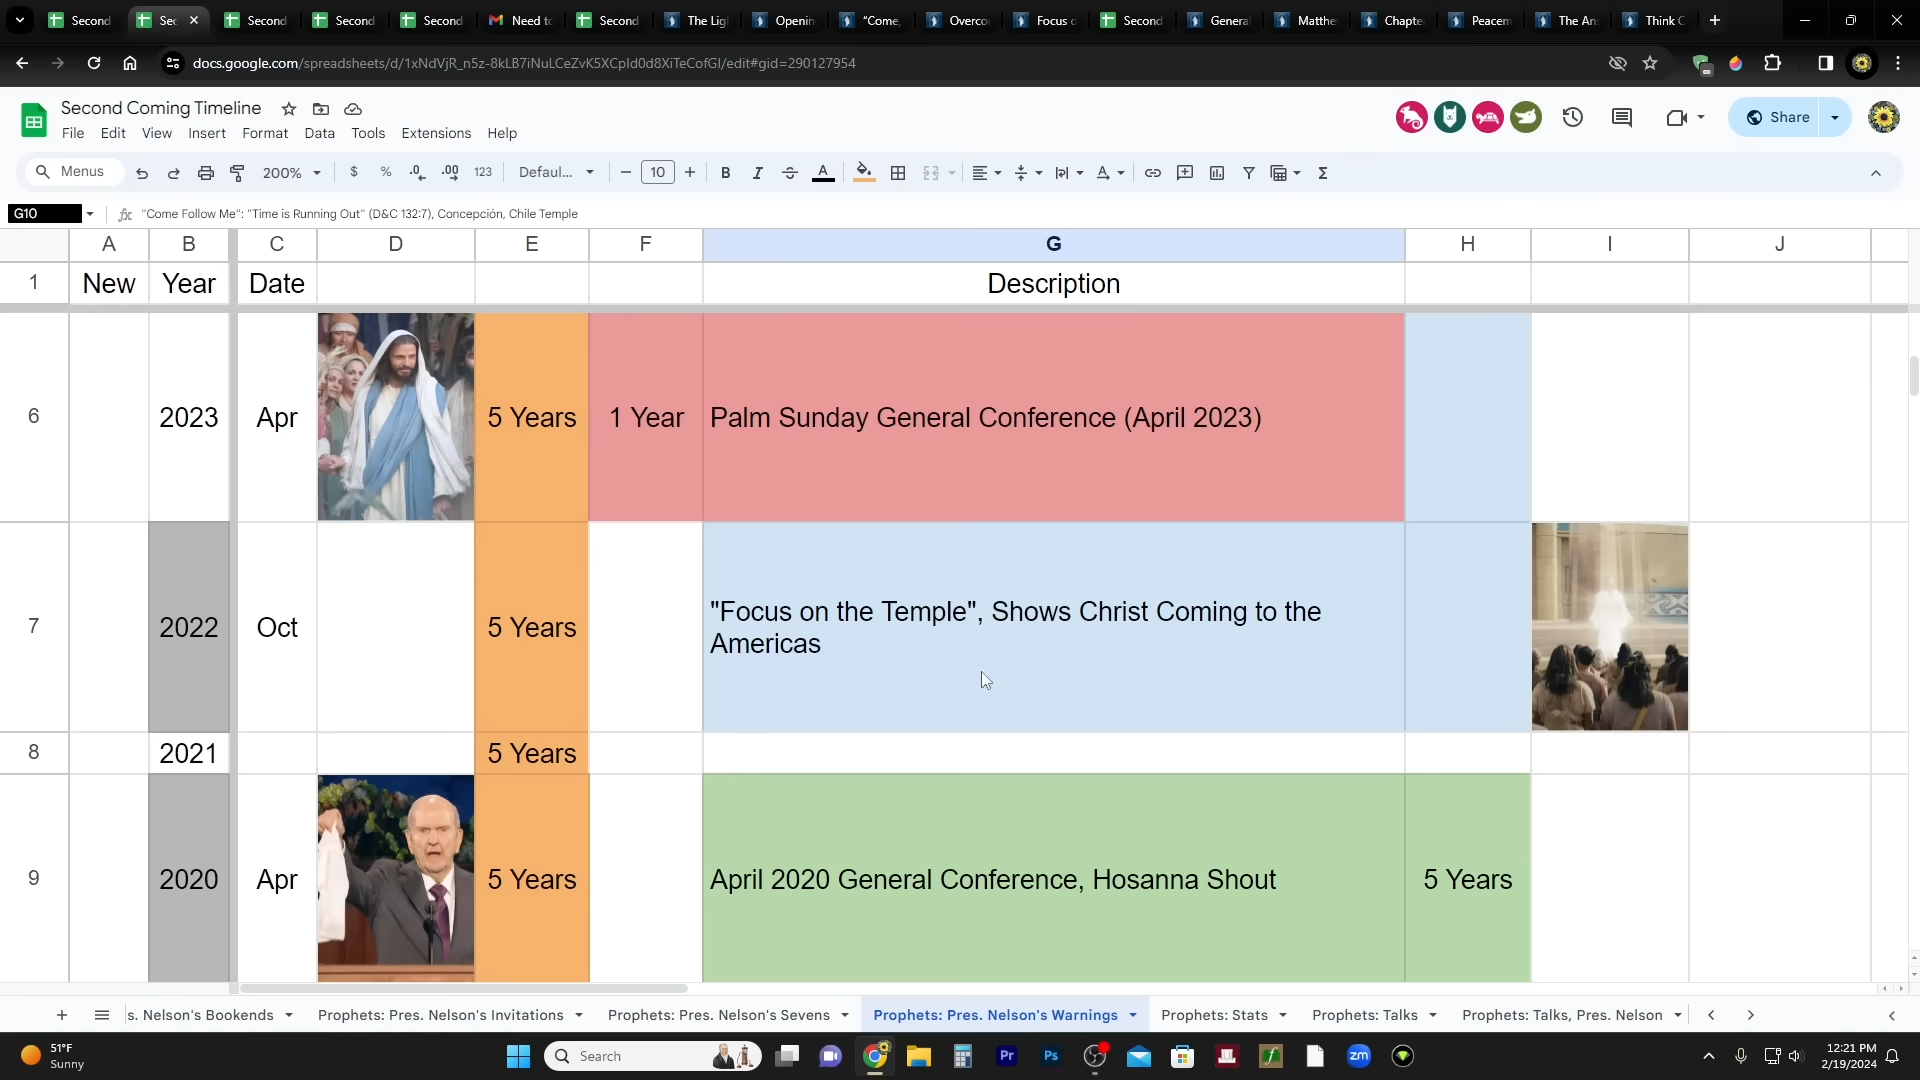 Second
Sec
Second
Second
Second
Need to
Second
The Lig
Openin
"Come,
Overco
Focus o
Second
General
Matthe
Chapte
Peacem
The An
Think C
docs.google.com/spreadsheets/d/1xNdVjR_n5z-8kLB7iNuLCeZvK5XCpId0d8XiTeCofGI/edit#gid=290127954
Second Coming Timeline
File Edit View Insert Format Data Tools Extensions Help
Share
Menus 200% $ % .0 .00 123 Defaul... 10 B I A Σ
G10 fx "Come Follow Me": "Time is Running Out" (D&C 132:7), Concepción, Chile Temple
A B C D E F G H I J
1 New Year Date Description
6 2023 Apr 5 Years 1 Year Palm Sunday General Conference (April 2023)
7 2022 Oct 5 Years "Focus on the Temple", Shows Christ Coming to the
Americas
8 2021 5 Years
9 2020 Apr 5 Years April 2020 General Conference, Hosanna Shout 5 Years
s. Nelson's Bookends Prophets: Pres. Nelson's Invitations Prophets: Pres. Nelson's Sevens Prophets: Pres. Nelson's Warnings Prophets: Stats Prophets: Talks Prophets: Talks, Pres. Nelson
51°F
Sunny
Search
Pr
Ps
zm
12:21 PM
2/19/2024